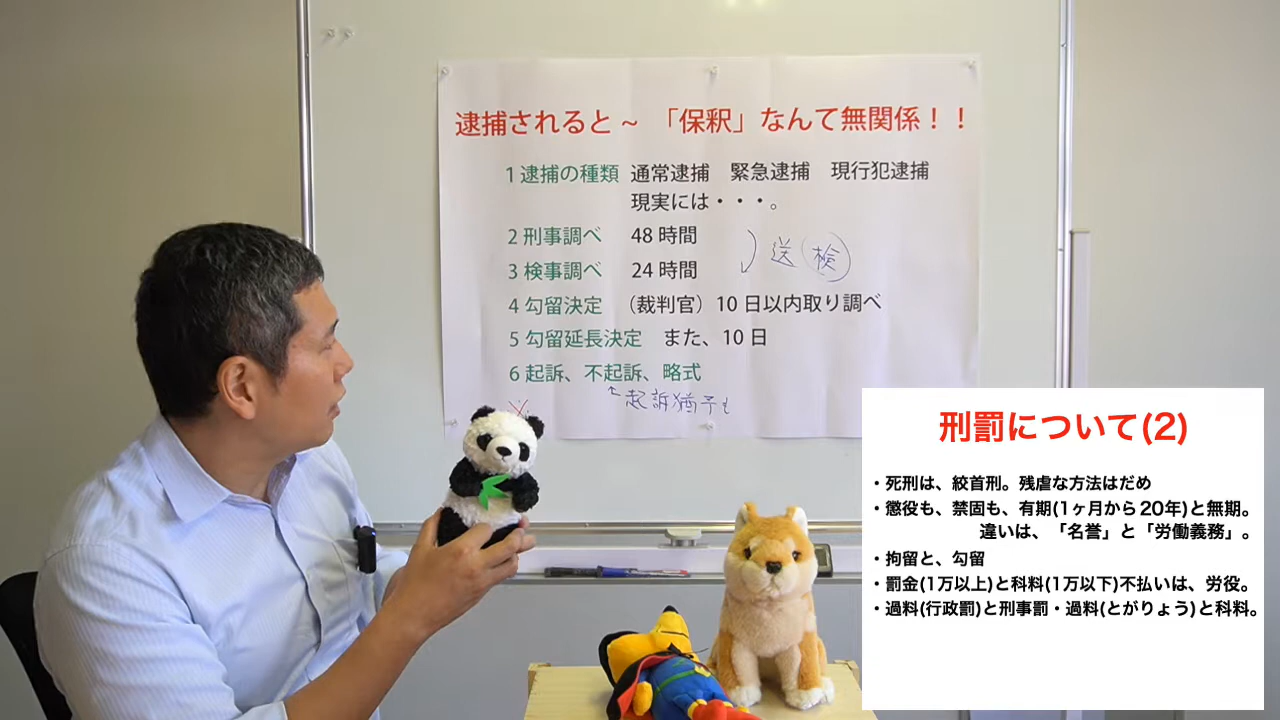 逮捕されると～ 「保釈」なんて無関係！！
1 逮捕の種類 通常逮捕 緊急逮捕 現行犯逮捕
現実には・・・。
2 刑事調べ 48 時間
3 検事調べ 24 時間
送検
4 勾留決定 （裁判官）10 日以内取り調べ
5 勾留延長決定 また、10 日
6 起訴、不起訴、略式
起訴猶予も
※
刑罰について(2)
・死刑は、絞首刑。残虐な方法はだめ
・懲役も、禁固も、有期(1ヶ月から20年)と無期。
違いは、「名誉」と「労働義務」。
・拘留と、勾留
・罰金(1万以上)と科料(1万以下)不払いは、労役。
・過料(行政罰)と刑事罰・過料(とがりょう)と科料。